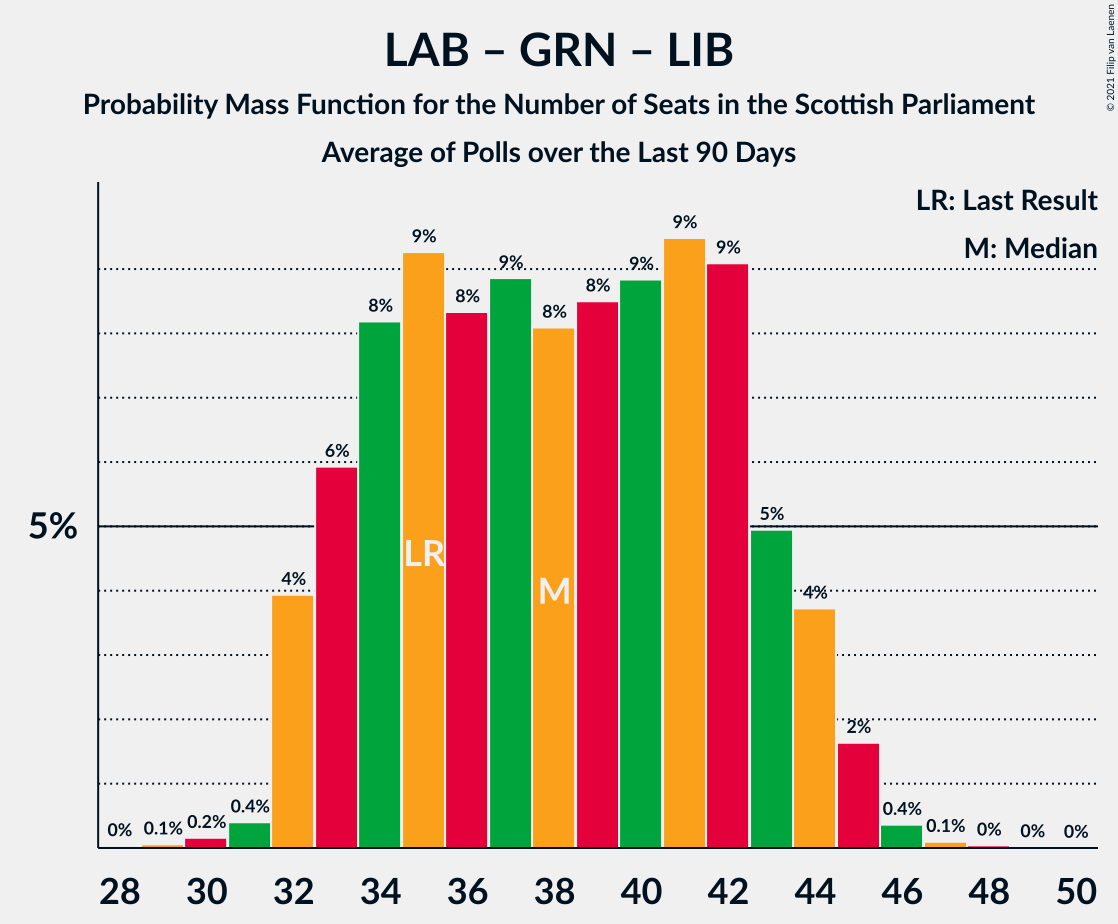 LAB – GRN – LIB
Probability Mass Function for the Number of Seats in the Scottish Parliament
Average of Polls over the Last 90 Days
© 2021 Filip van Laenen
LR: Last Result
M: Median
5%
0% 0.1% 0.2% 0.4% 4% 6% 8% 9% 8% 9% 8% 8% 9% 9% 9% 5% 4% 2% 0.4% 0.1% 0% 0% 0%
LR
M
28 30 32 34 36 38 40 42 44 46 48 50